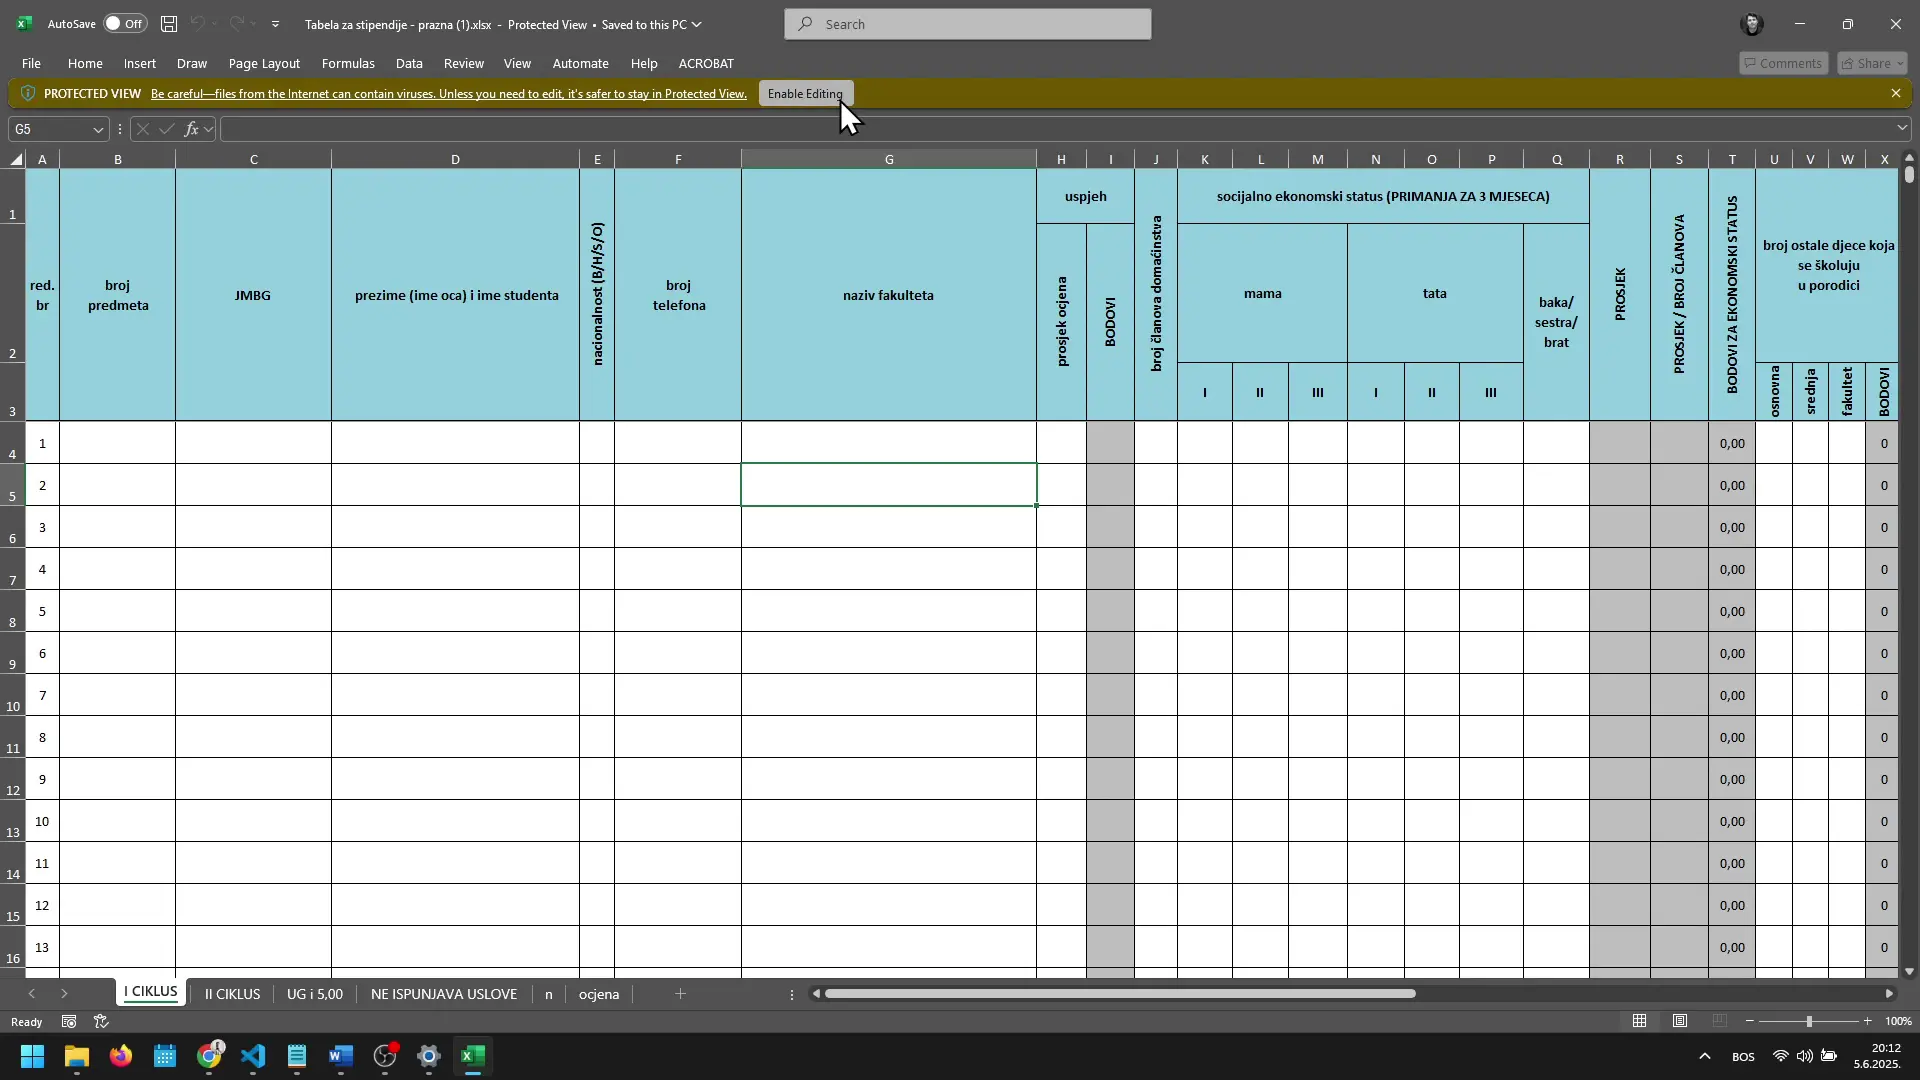 AutoSave Off Tabela za stipendije - prazna (1).xlsx - Protected View • Saved to this PC Search
File Home Insert Draw Page Layout Formulas Data Review View Automate Help ACROBAT Comments Share
PROTECTED VIEW Be careful—files from the Internet can contain viruses. Unless you need to edit, it's safer to stay in Protected View. Enable Editing
G5 fx
A B C D E F G H I J K L M N O P Q R S T U V W X
1
2
3
red.
br
broj
predmeta
JMBG
prezime (ime oca) i ime studenta
nacionalnost (B/H/S/O)
broj
telefona
naziv fakulteta
uspjeh
prosjek ocjena
BODOVI
broj članova domaćinstva
socijalno ekonomski status (PRIMANJA ZA 3 MJESECA)
mama
I II III
tata
I II III
baka/
sestra/
brat
PROSJEK
PROSJEK / BROJ ČLANOVA
BODOVI ZA EKONOMSKI STATUS
broj ostale djece koja
se školuju
u porodici
osnovna
srednja
fakultet
BODOVI
4 1 0,00 0
5 2 0,00 0
6 3 0,00 0
7 4 0,00 0
8 5 0,00 0
9 6 0,00 0
10 7 0,00 0
11 8 0,00 0
12 9 0,00 0
13 10 0,00 0
14 11 0,00 0
15 12 0,00 0
16 13 0,00 0
I CIKLUS II CIKLUS UG i 5,00 NE ISPUNJAVA USLOVE n ocjena
Ready 100%
BOS 20:12
5.6.2025.